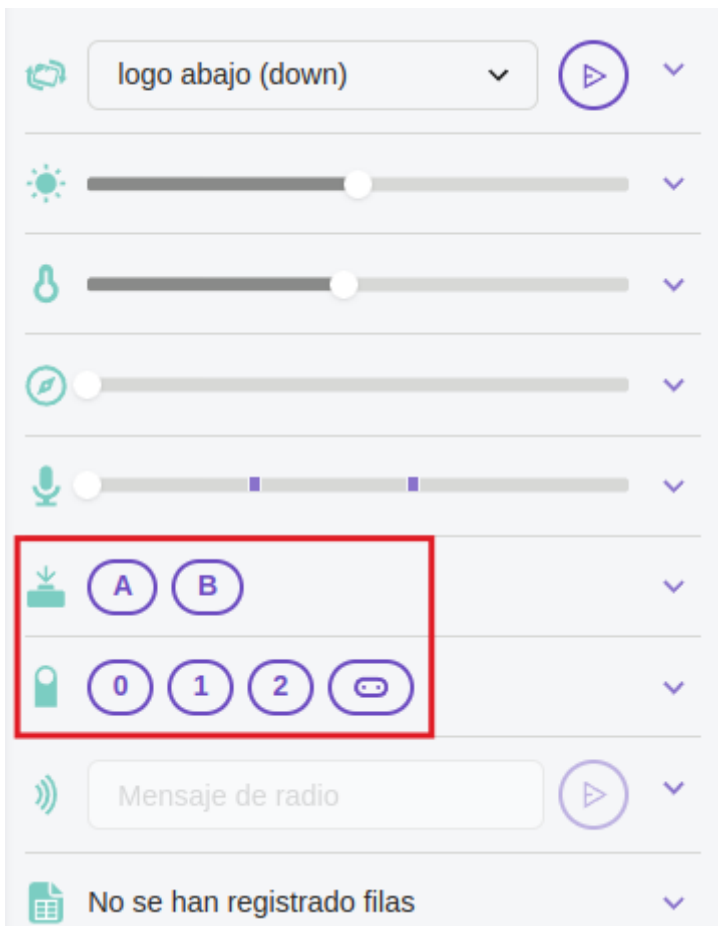 logo abajo (down)
A B
0 1 2
Mensaje de radio
No se han registrado filas